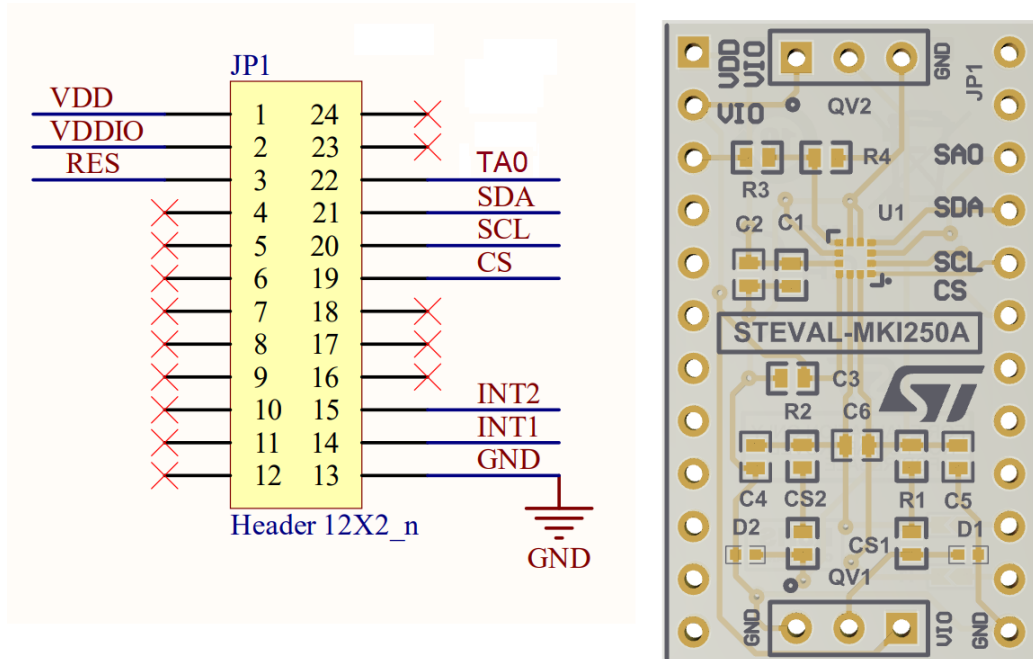 JP1
VDD 1 24
VDDIO 2 23
RES 3 22 TA0
4 21 SDA
5 20 SCL
6 19 CS
7 18
8 17
9 16
10 15 INT2
11 14 INT1
12 13 GND
Header 12X2_n
GND
VDD
VIO
GND
JP1
VIO
QV2
R4
SAO
R3
C2
C1
U1
SDA
SCL
CS
STEVAL-MKI250A
ST
C3
R2
C6
C4
CS2
R1
C5
D2
CS1
D1
QV1
GND
VIO
GND